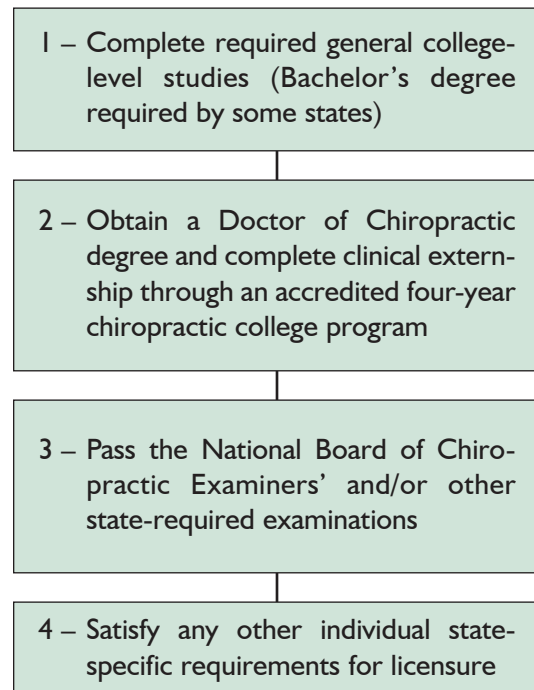 1 – Complete required general college-
level studies (Bachelor’s degree
required by some states)
2 – Obtain a Doctor of Chiropractic
degree and complete clinical extern-
ship through an accredited four-year
chiropractic college program
3 – Pass the National Board of Chiro-
practic Examiners’ and/or other
state-required examinations
4 – Satisfy any other individual state-
specific requirements for licensure